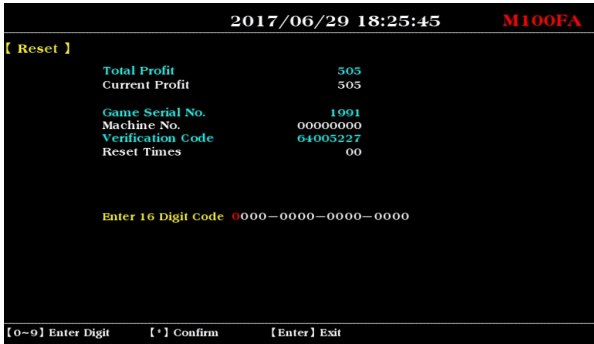 2017/06/29 18:25:45 M100FA
【 Reset 】
Total Profit 505
Current Profit 505
Game Serial No. 1991
Machine No. 00000000
Verification Code 64005227
Reset Times 00
Enter 16 Digit Code 0000-0000-0000-0000
【0~9】Enter Digit 【*】Confirm 【Enter】Exit